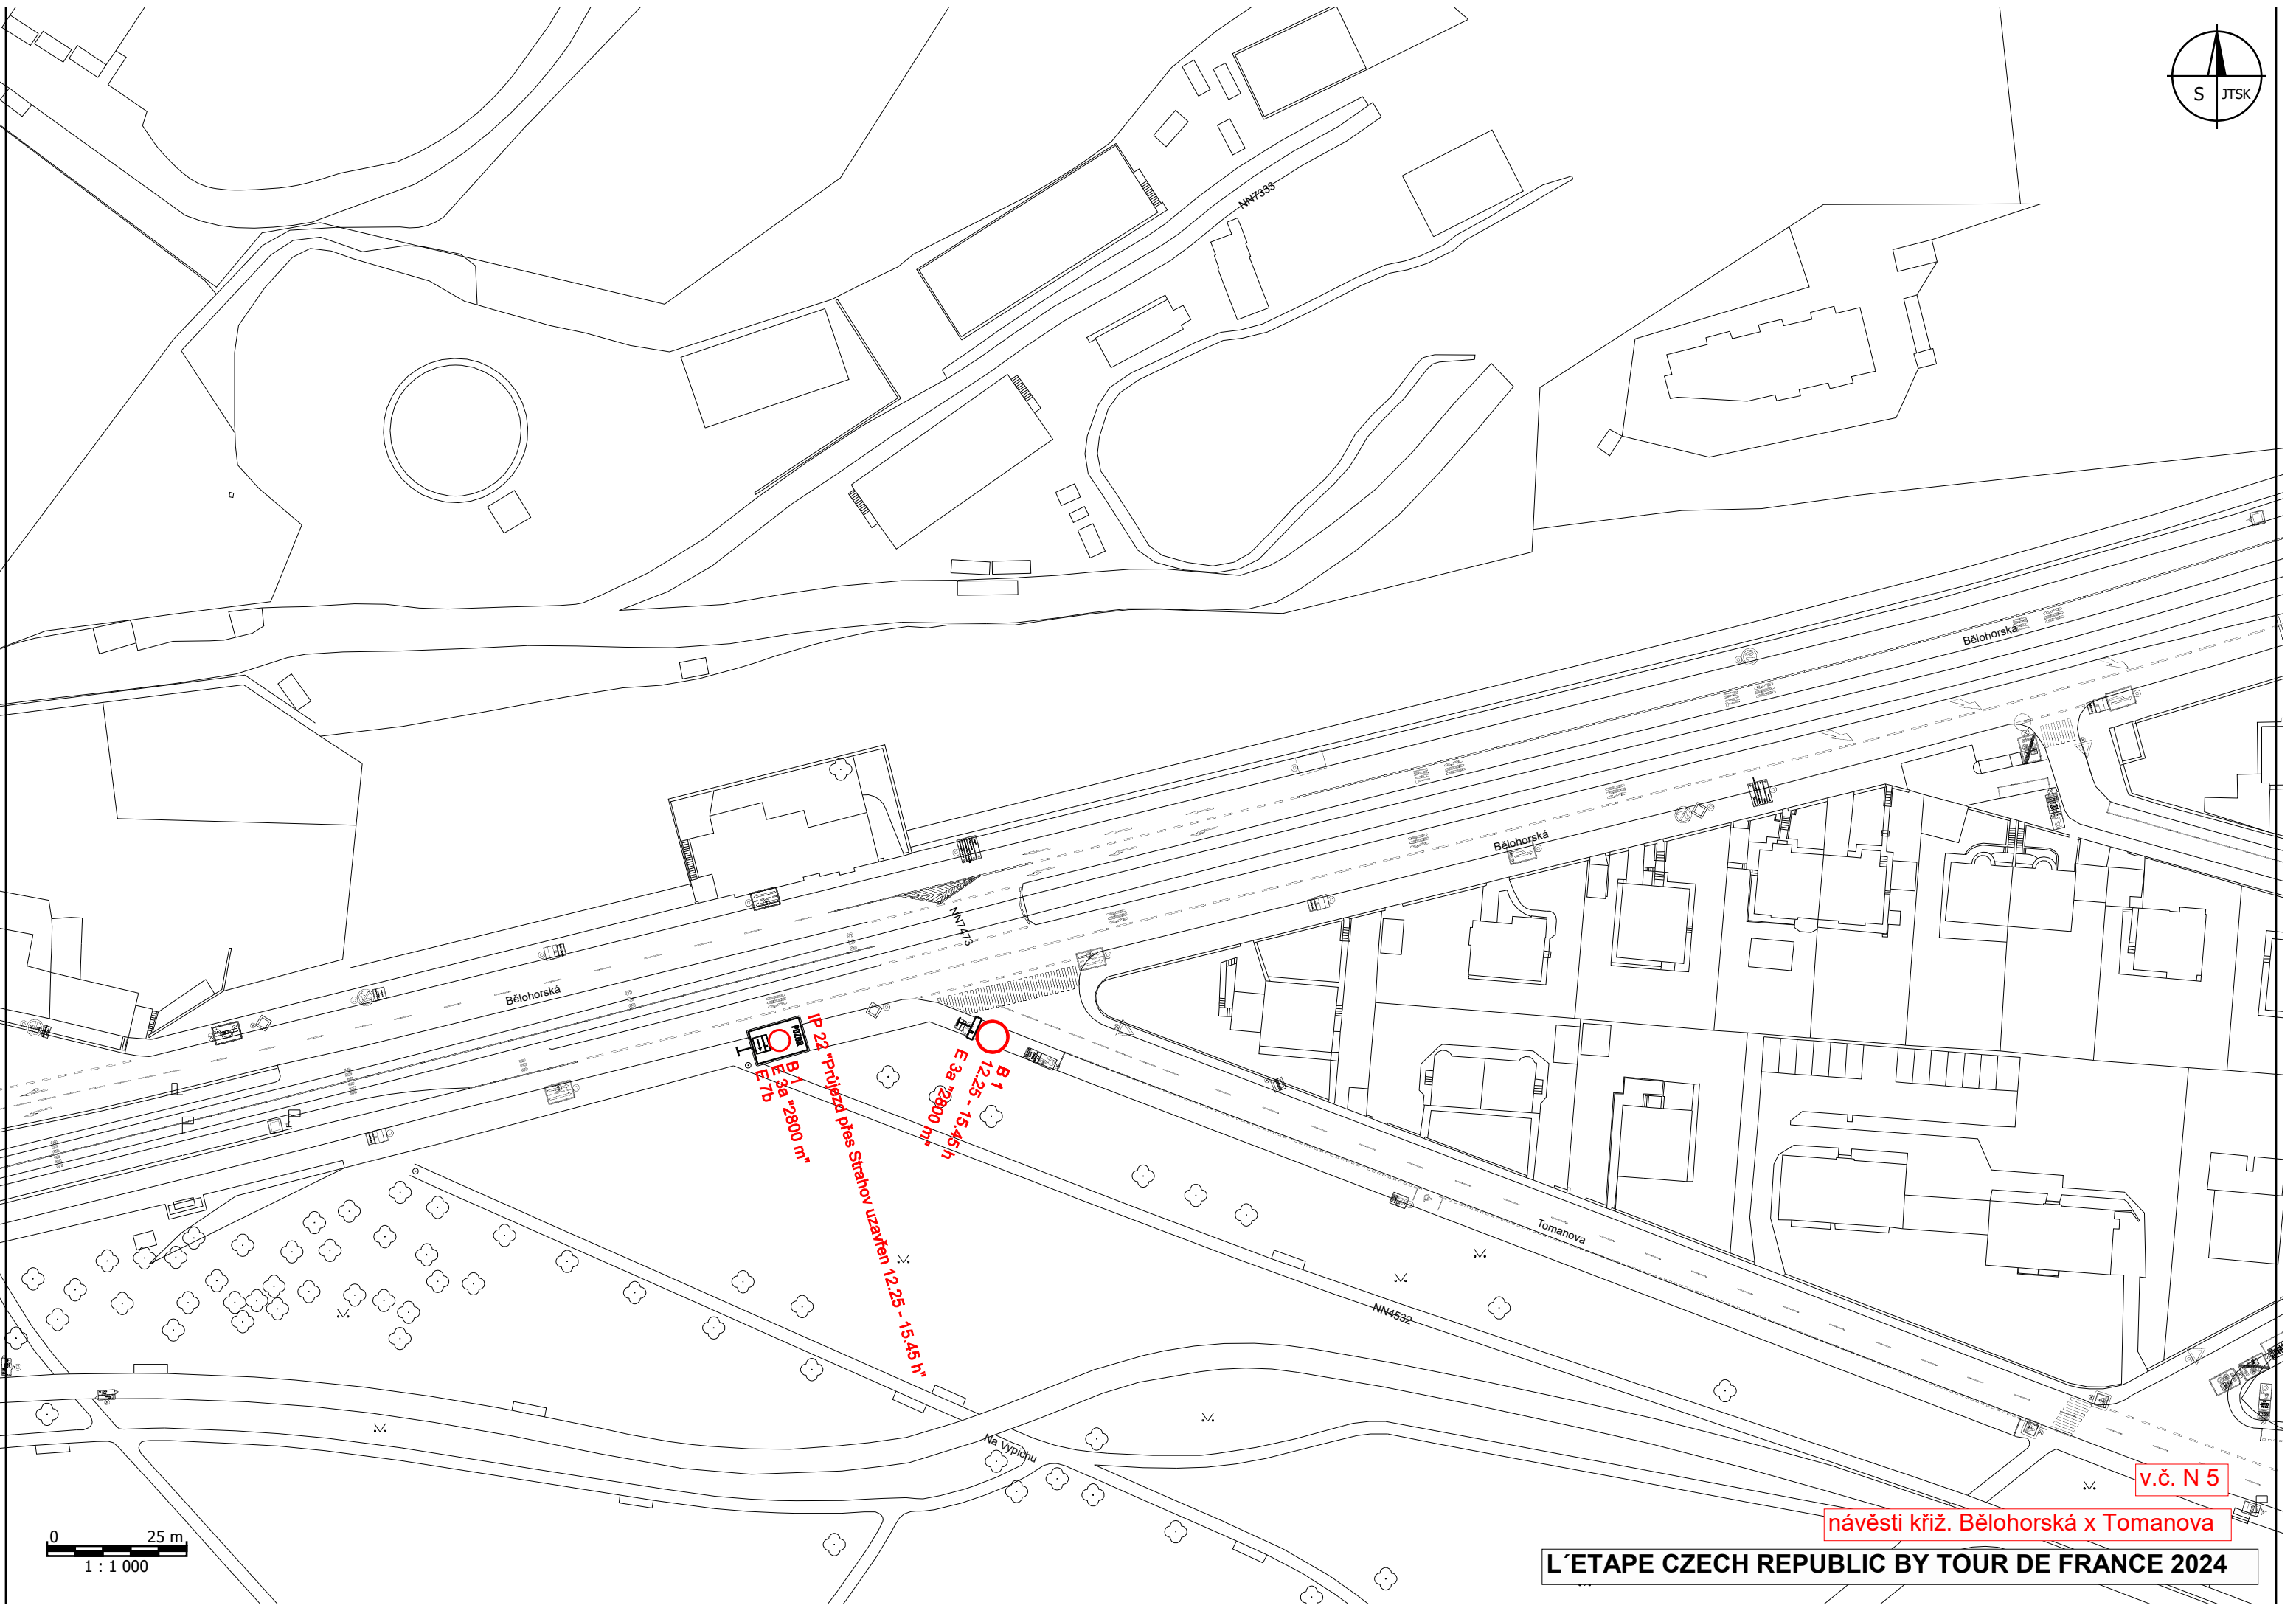 S JTSK
NN7333
Bělohorská
Bělohorská
NN7473
Bělohorská
POZOR
IP 22 "Průjezd přes Strahov uzavřen 12.25 - 15.45 h"
B 1
E 3a "2800 m"
E 7b
B 1
12.25 - 15.45 h
E 3a "2800 m"
Tomanova
NN4532
Na Vypichu
v.č. N 5
návěsti křiž. Bělohorská x Tomanova
L´ETAPE CZECH REPUBLIC BY TOUR DE FRANCE 2024
0 25 m
1 : 1 000